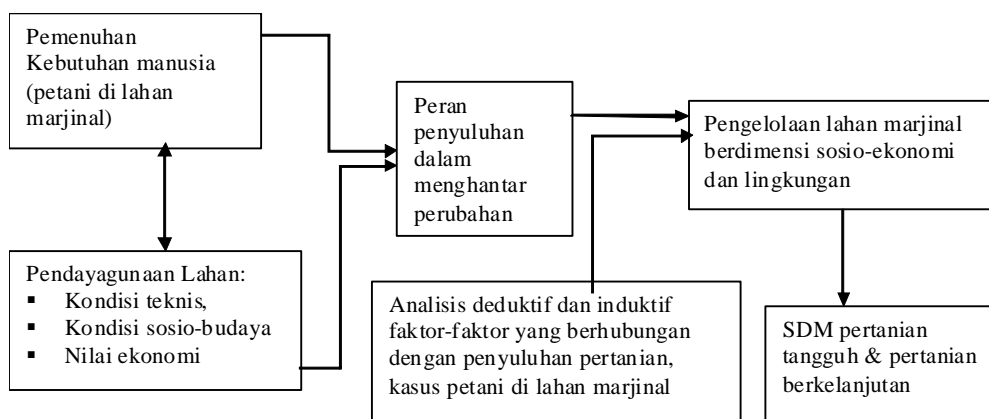 Pemenuhan
Kebutuhan manusia
(petani di lahan
marjinal)
Pendayagunaan Lahan:
▪ Kondisi teknis,
▪ Kondisi sosio-budaya
▪ Nilai ekonomi
Peran
penyuluhan
dalam
menghantar
perubahan
Analisis deduktif dan induktif
faktor-faktor yang berhubungan
dengan penyuluhan pertanian,
kasus petani di lahan marjinal
Pengelolaan lahan marjinal
berdimensi sosio-ekonomi
dan lingkungan
SDM pertanian
tangguh & pertanian
berkelanjutan